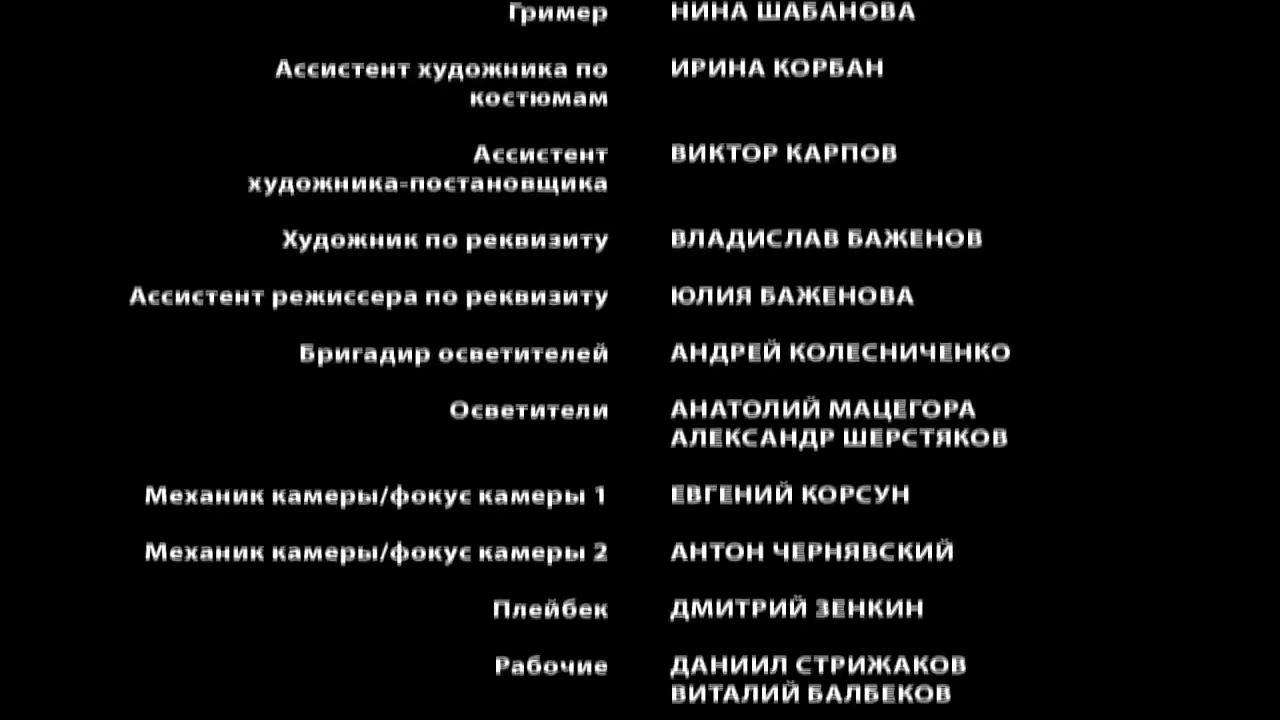 Гример НИНА ШАБАНОВА
Ассистент художника по ИРИНА КОРБАН
костюмам
Ассистент ВИКТОР КАРПОВ
художника-постановщика
Художник по реквизиту ВЛАДИСЛАВ БАЖЕНОВ
Ассистент режиссера по реквизиту ЮЛИЯ БАЖЕНОВА
Бригадир осветителей АНДРЕЙ КОЛЕСНИЧЕНКО
Осветители АНАТОЛИЙ МАЦЕГОРА
АЛЕКСАНДР ШЕРСТЯКОВ
Механик камеры/фокус камеры 1 ЕВГЕНИЙ КОРСУН
Механик камеры/фокус камеры 2 АНТОН ЧЕРНЯВСКИЙ
Плейбек ДМИТРИЙ ЗЕНКИН
Рабочие ДАНИИЛ СТРИЖАКОВ
ВИТАЛИЙ БАЛБЕКОВ